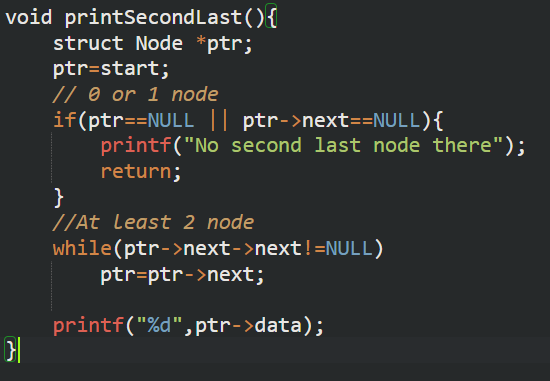 void printSecondLast(){
    struct Node *ptr;
    ptr=start;
    // 0 or 1 node
    if(ptr==NULL || ptr->next==NULL){
        printf("No second last node there");
        return;
    }
    //At least 2 node
    while(ptr->next->next!=NULL)
        ptr=ptr->next;

    printf("%d",ptr->data);
}